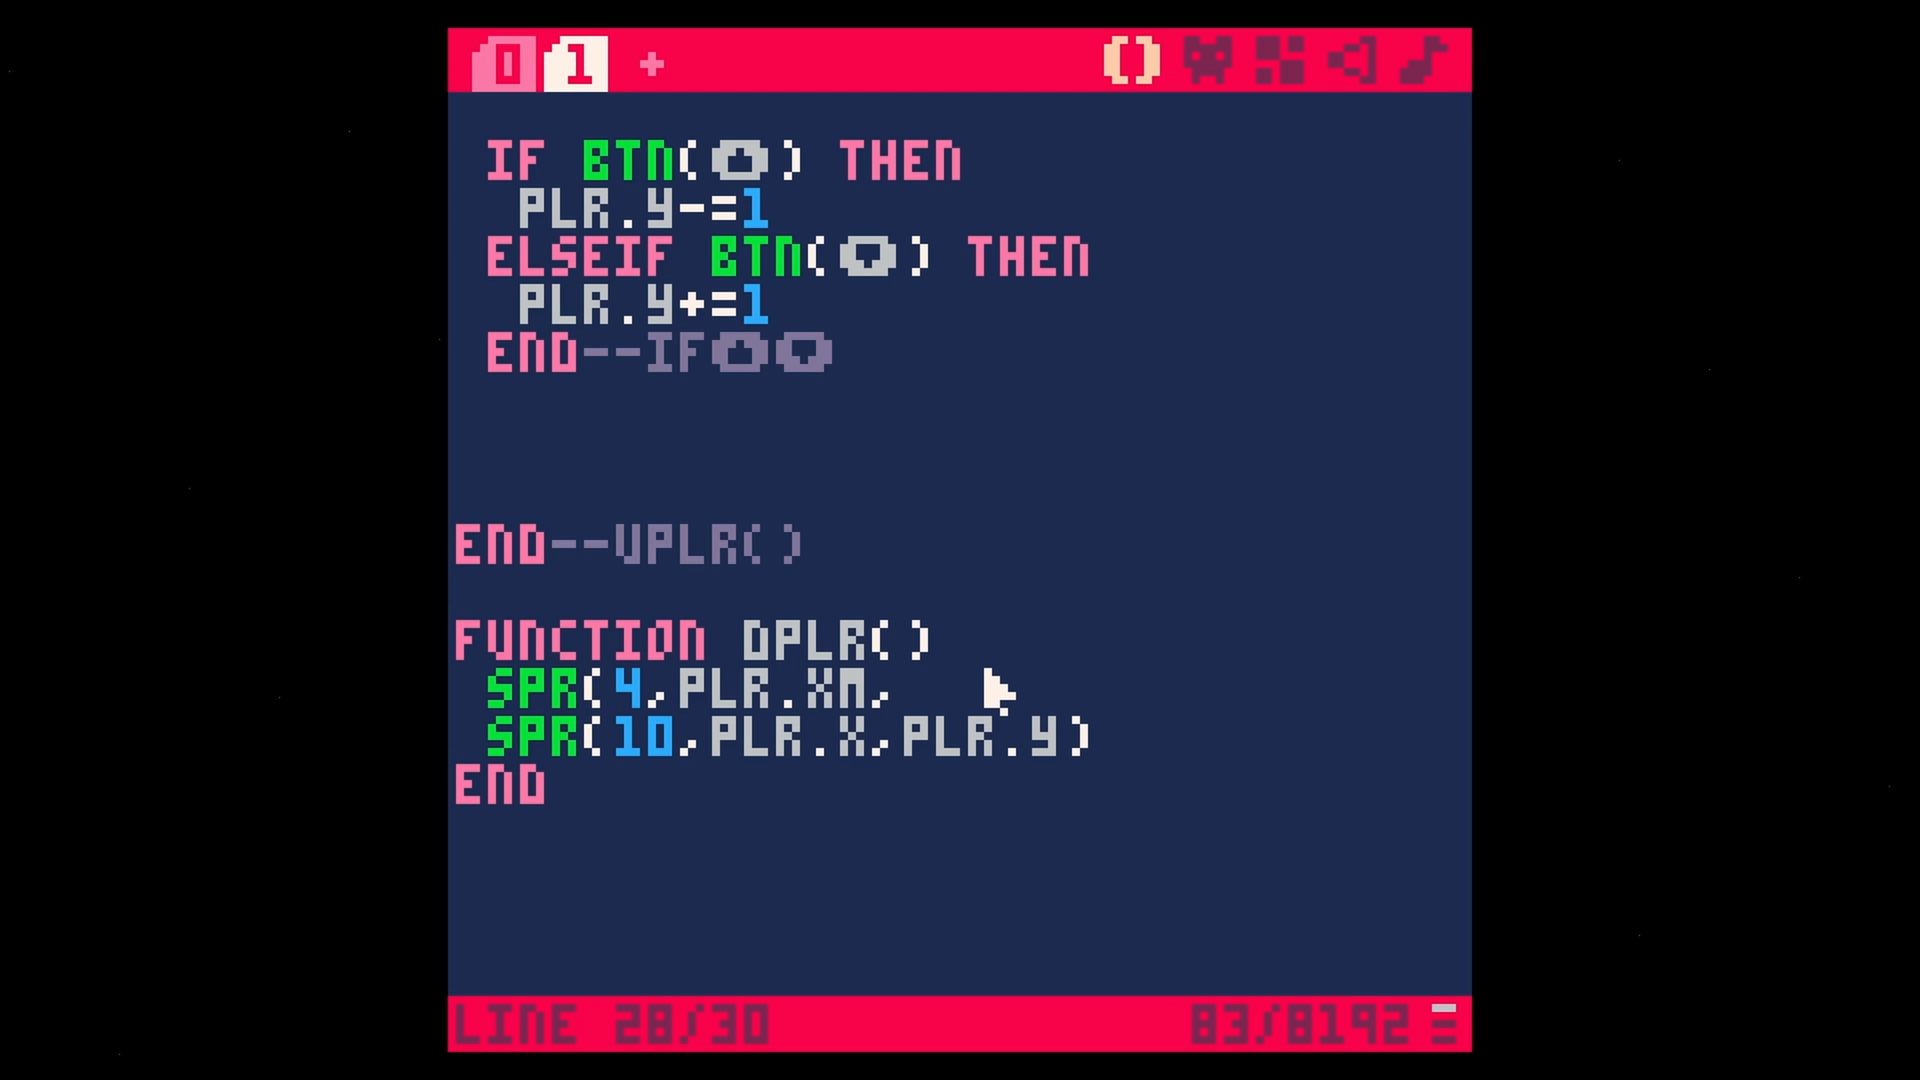 0 1 +
IF BTN(⬆️) THEN
PLR.Y-=1
ELSEIF BTN(⬇️) THEN
PLR.Y+=1
END--IF⬆️⬇️
END--UPLR()
FUNCTION DPLR()
SPR(4,PLR.XM,
SPR(10,PLR.X,PLR.Y)
END
LINE 28/30 83/8192